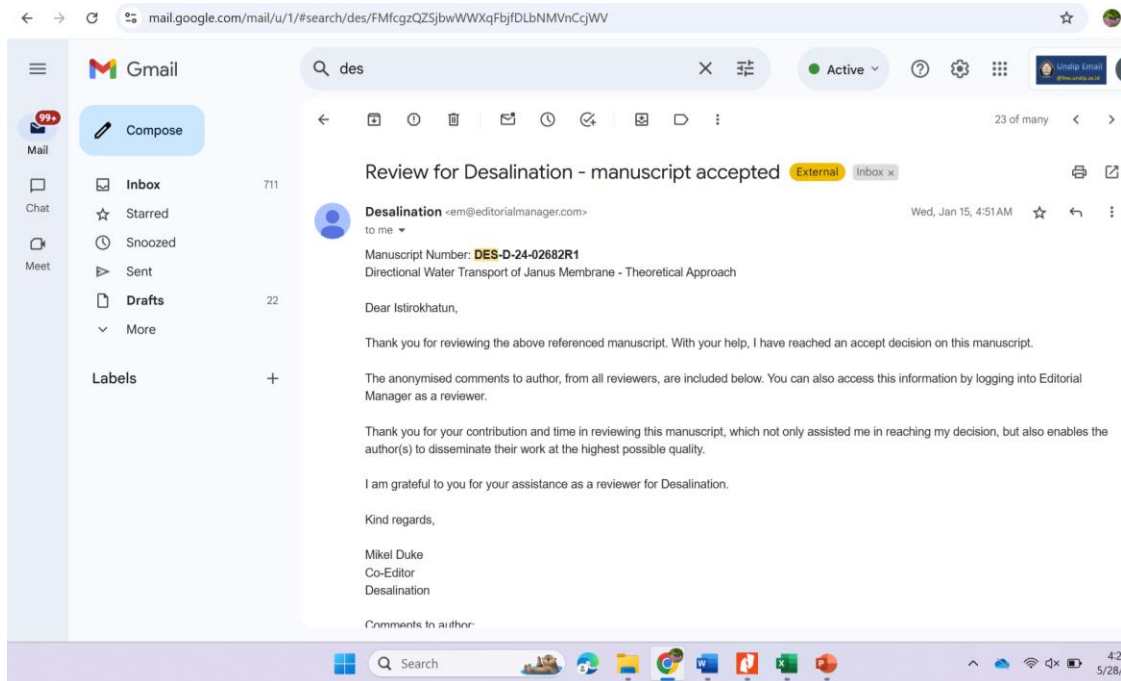 mail.google.com/mail/u/1/#search/des/FMfcgzQZSjbwWWXqFbjfDLbNMVnCcjWV
Gmail
des
Active
Undip Email
99+
Mail
Chat
Meet
Compose
Inbox 711
Starred
Snoozed
Sent
Drafts 22
More
Labels
23 of many
Review for Desalination - manuscript accepted External Inbox x
Desalination <em@editorialmanager.com> Wed, Jan 15, 4:51 AM
to me
Manuscript Number: DES-D-24-02682R1
Directional Water Transport of Janus Membrane - Theoretical Approach
Dear Istirokhatun,
Thank you for reviewing the above referenced manuscript. With your help, I have reached an accept decision on this manuscript.
The anonymised comments to author, from all reviewers, are included below. You can also access this information by logging into Editorial
Manager as a reviewer.
Thank you for your contribution and time in reviewing this manuscript, which not only assisted me in reaching my decision, but also enables the
author(s) to disseminate their work at the highest possible quality.
I am grateful to you for your assistance as a reviewer for Desalination.
Kind regards,
Mikel Duke
Co-Editor
Desalination
Comments to author:
Search
4:2
5/28/